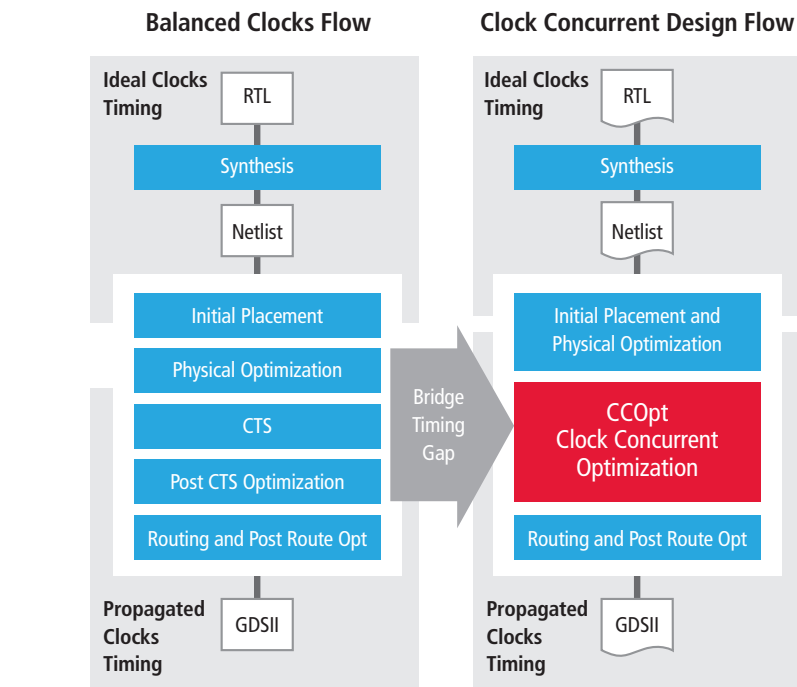 Balanced Clocks Flow
Ideal Clocks
Timing
RTL
Synthesis
Netlist
Initial Placement
Physical Optimization
CTS
Post CTS Optimization
Routing and Post Route Opt
Propagated
Clocks
Timing
GDSII
Bridge
Timing
Gap
Clock Concurrent Design Flow
Ideal Clocks
Timing
RTL
Synthesis
Netlist
Initial Placement and
Physical Optimization
CCOpt
Clock Concurrent
Optimization
Routing and Post Route Opt
Propagated
Clocks
Timing
GDSII